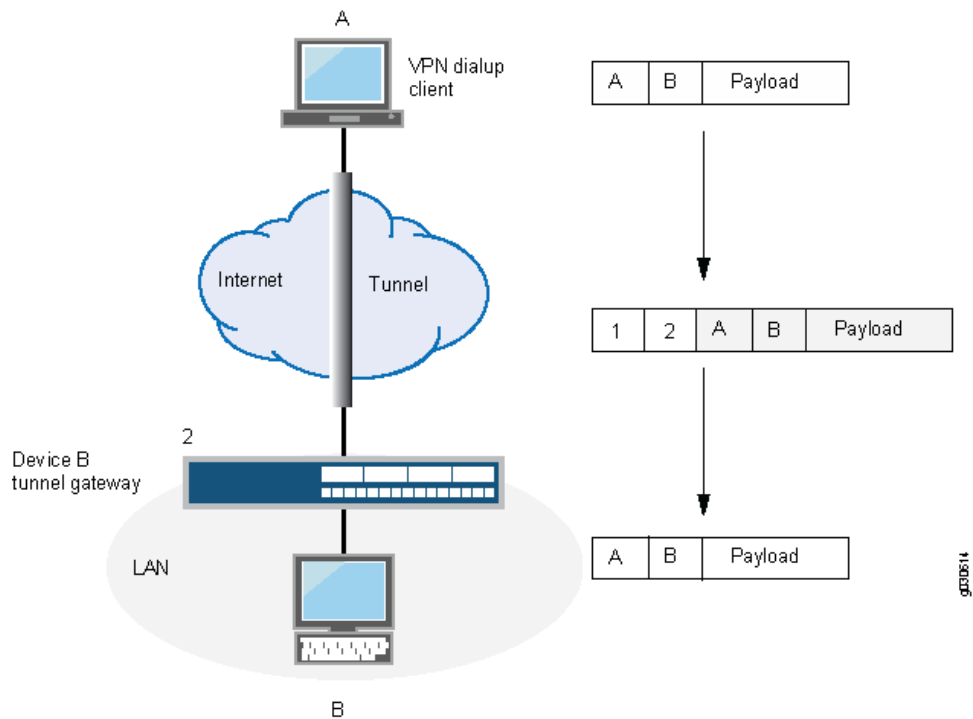 A
VPN dialup
client
A B Payload
Internet Tunnel
1 2 A B Payload
2
Device B
tunnel gateway
LAN
A B Payload
B
g030614